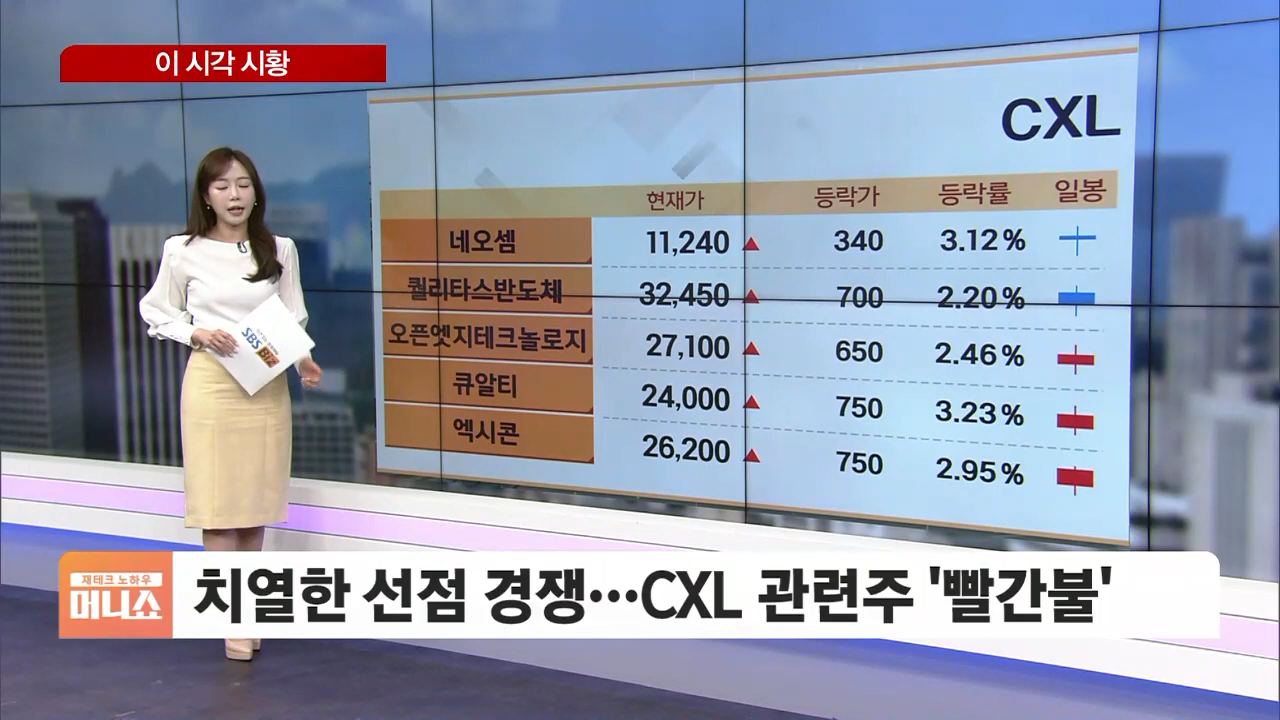 이 시각 시황
CXL
현재가 등락가 등락률 일봉
네오셈 11,240 ▲ 340 3.12%
퀄리타스반도체 32,450 ▲ 700 2.20%
오픈엣지테크놀로지 27,100 ▲ 650 2.46%
큐알티 24,000 ▲ 750 3.23%
엑시콘 26,200 ▲ 750 2.95%
SBS Biz
재테크 노하우
머니쇼
치열한 선점 경쟁…CXL 관련주 '빨간불'